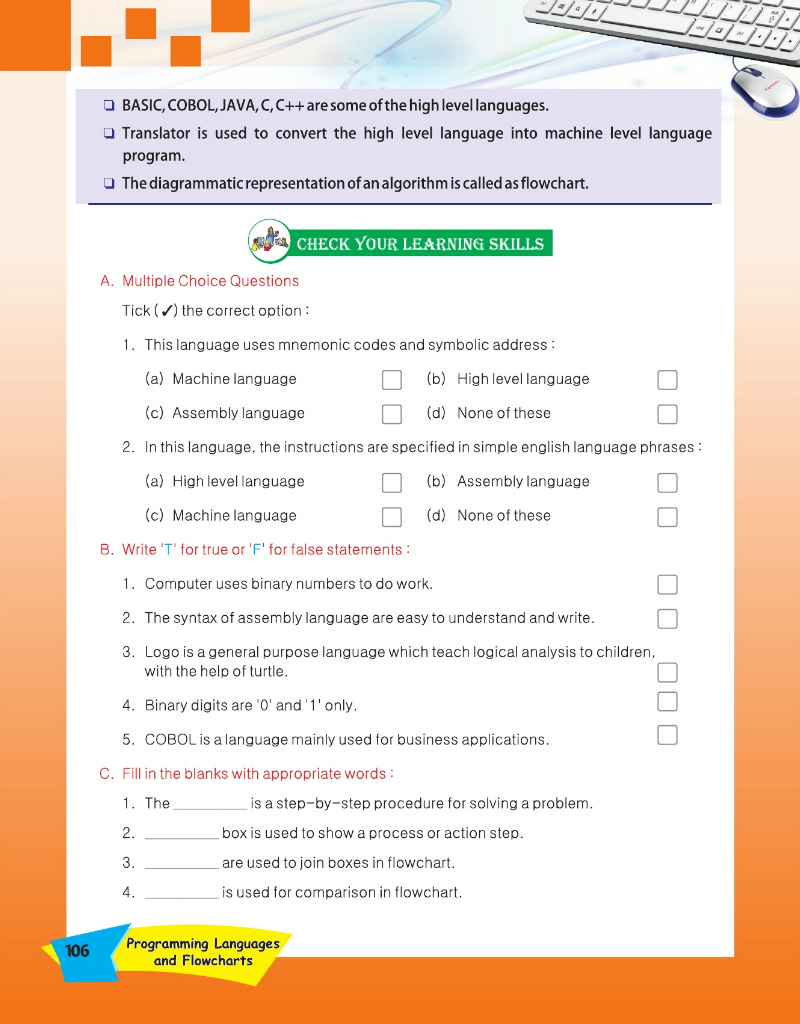 ❑ BASIC, COBOL, JAVA, C, C++ are some of the high level languages.
❑ Translator is used to convert the high level language into machine level language
program.
❑ The diagrammatic representation of an algorithm is called as flowchart.
CHECK YOUR LEARNING SKILLS
A. Multiple Choice Questions
Tick (✓) the correct option :
1. This language uses mnemonic codes and symbolic address :
(a) Machine language (b) High level language
(c) Assembly language (d) None of these
2. In this language, the instructions are specified in simple english language phrases :
(a) High level language (b) Assembly language
(c) Machine language (d) None of these
B. Write 'T' for true or 'F' for false statements :
1. Computer uses binary numbers to do work.
2. The syntax of assembly language are easy to understand and write.
3. Logo is a general purpose language which teach logical analysis to children,
with the help of turtle.
4. Binary digits are '0' and '1' only.
5. COBOL is a language mainly used for business applications.
C. Fill in the blanks with appropriate words :
1. The __________ is a step-by-step procedure for solving a problem.
2. __________ box is used to show a process or action step.
3. __________ are used to join boxes in flowchart.
4. __________ is used for comparison in flowchart.
106
Programming Languages
and Flowcharts